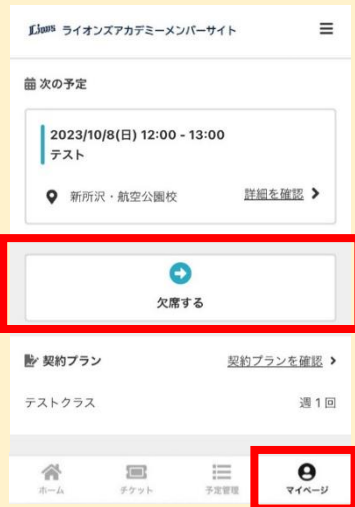 Lions ライオンズアカデミーメンバーサイト
次の予定
2023/10/8(日) 12:00 - 13:00
テスト
新所沢・航空公園校 詳細を確認
欠席する
契約プラン 契約プランを確認
テストクラス 週1回
ホーム チケット 予定管理 マイページ